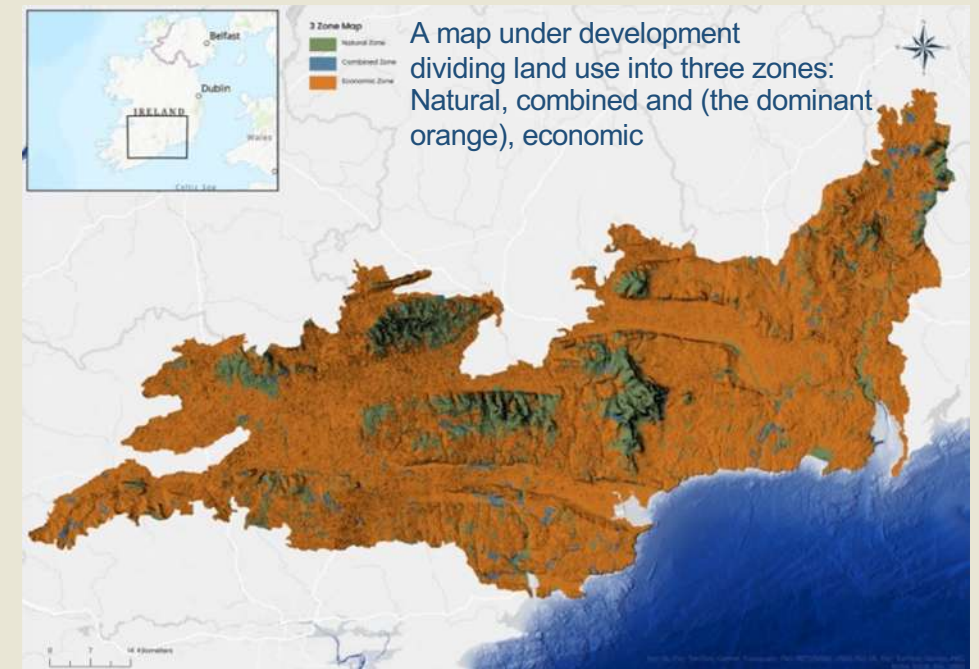 Belfast
Dublin
IRELAND
Wales
Celtic Sea
3 Zone Map
Natural Zone
Combined Zone
Economic Zone
A map under development
dividing land use into three zones:
Natural, combined and (the dominant
orange), economic
0 7 14 Kilometers